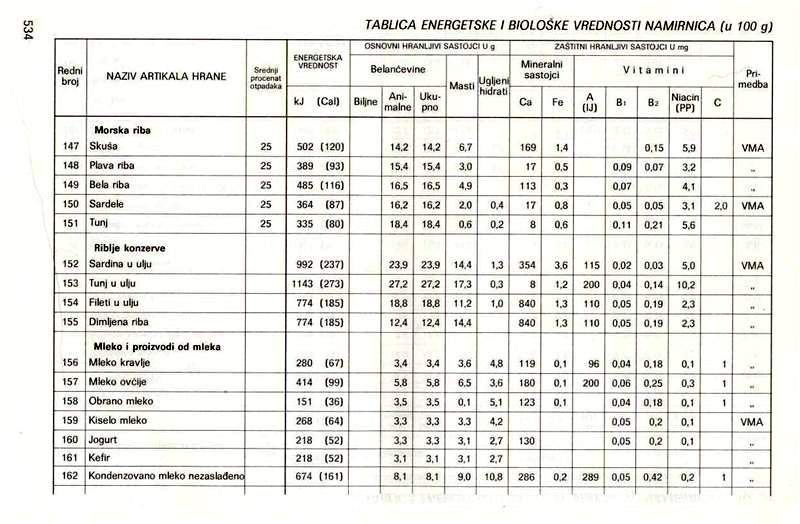 534
TABLICA ENERGETSKE I BIOLOŠKE VREDNOSTI NAMIRNICA (u 100 g)
Redni broj | NAZIV ARTIKALA HRANE | Srednji procenat otpadaka | ENERGETSKA VREDNOST | OSNOVNI HRANLJIVI SASTOJCI U g | ZAŠTITNI HRANLJIVI SASTOJCI U mg | Primedba
Belančevine | Masti | Ugljeni hidrati | Mineralni sastojci | Vitamini
kJ (Cal) | Biljne | Animalne | Ukupno | Ca | Fe | A (IJ) | B1 | B2 | Niacin (PP) | C
Morska riba
147 Skuša 25 502 (120) 14,2 14,2 6,7 169 1,4 0,15 5,9 VMA
148 Plava riba 25 389 (93) 15,4 15,4 3,0 17 0,5 0,09 0,07 3,2 „
149 Bela riba 25 485 (116) 16,5 16,5 4,9 113 0,3 0,07 4,1 „
150 Sardele 25 364 (87) 16,2 16,2 2,0 0,4 17 0,8 0,05 0,05 3,1 2,0 VMA
151 Tunj 25 335 (80) 18,4 18,4 0,6 0,2 8 0,6 0,11 0,21 5,6
Riblje konzerve
152 Sardina u ulju 992 (237) 23,9 23,9 14,4 1,3 354 3,6 115 0,02 0,03 5,0 VMA
153 Tunj u ulju 1143 (273) 27,2 27,2 17,3 0,3 8 1,2 200 0,04 0,14 10,2 „
154 Fileti u ulju 774 (185) 18,8 18,8 11,2 1,0 840 1,3 110 0,05 0,19 2,3 „
155 Dimljena riba 774 (185) 12,4 12,4 14,4 840 1,3 110 0,05 0,19 2,3 „
Mleko i proizvodi od mleka
156 Mleko kravlje 280 (67) 3,4 3,4 3,6 4,8 119 0,1 96 0,04 0,18 0,1 1 „
157 Mleko ovčije 414 (99) 5,8 5,8 6,5 3,6 180 0,1 200 0,06 0,25 0,3 1 „
158 Obrano mleko 151 (36) 3,5 3,5 0,1 5,1 123 0,1 0,04 0,18 0,1 1 „
159 Kiselo mleko 268 (64) 3,3 3,3 3,3 4,2 0,05 0,2 0,1 VMA
160 Jogurt 218 (52) 3,3 3,3 3,1 2,7 130 0,05 0,2 0,1 „
161 Kefir 218 (52) 3,1 3,1 3,1 2,7 „
162 Kondenzovano mleko nezaslađeno 674 (161) 8,1 8,1 9,0 10,8 286 0,2 289 0,05 0,42 0,2 1 „